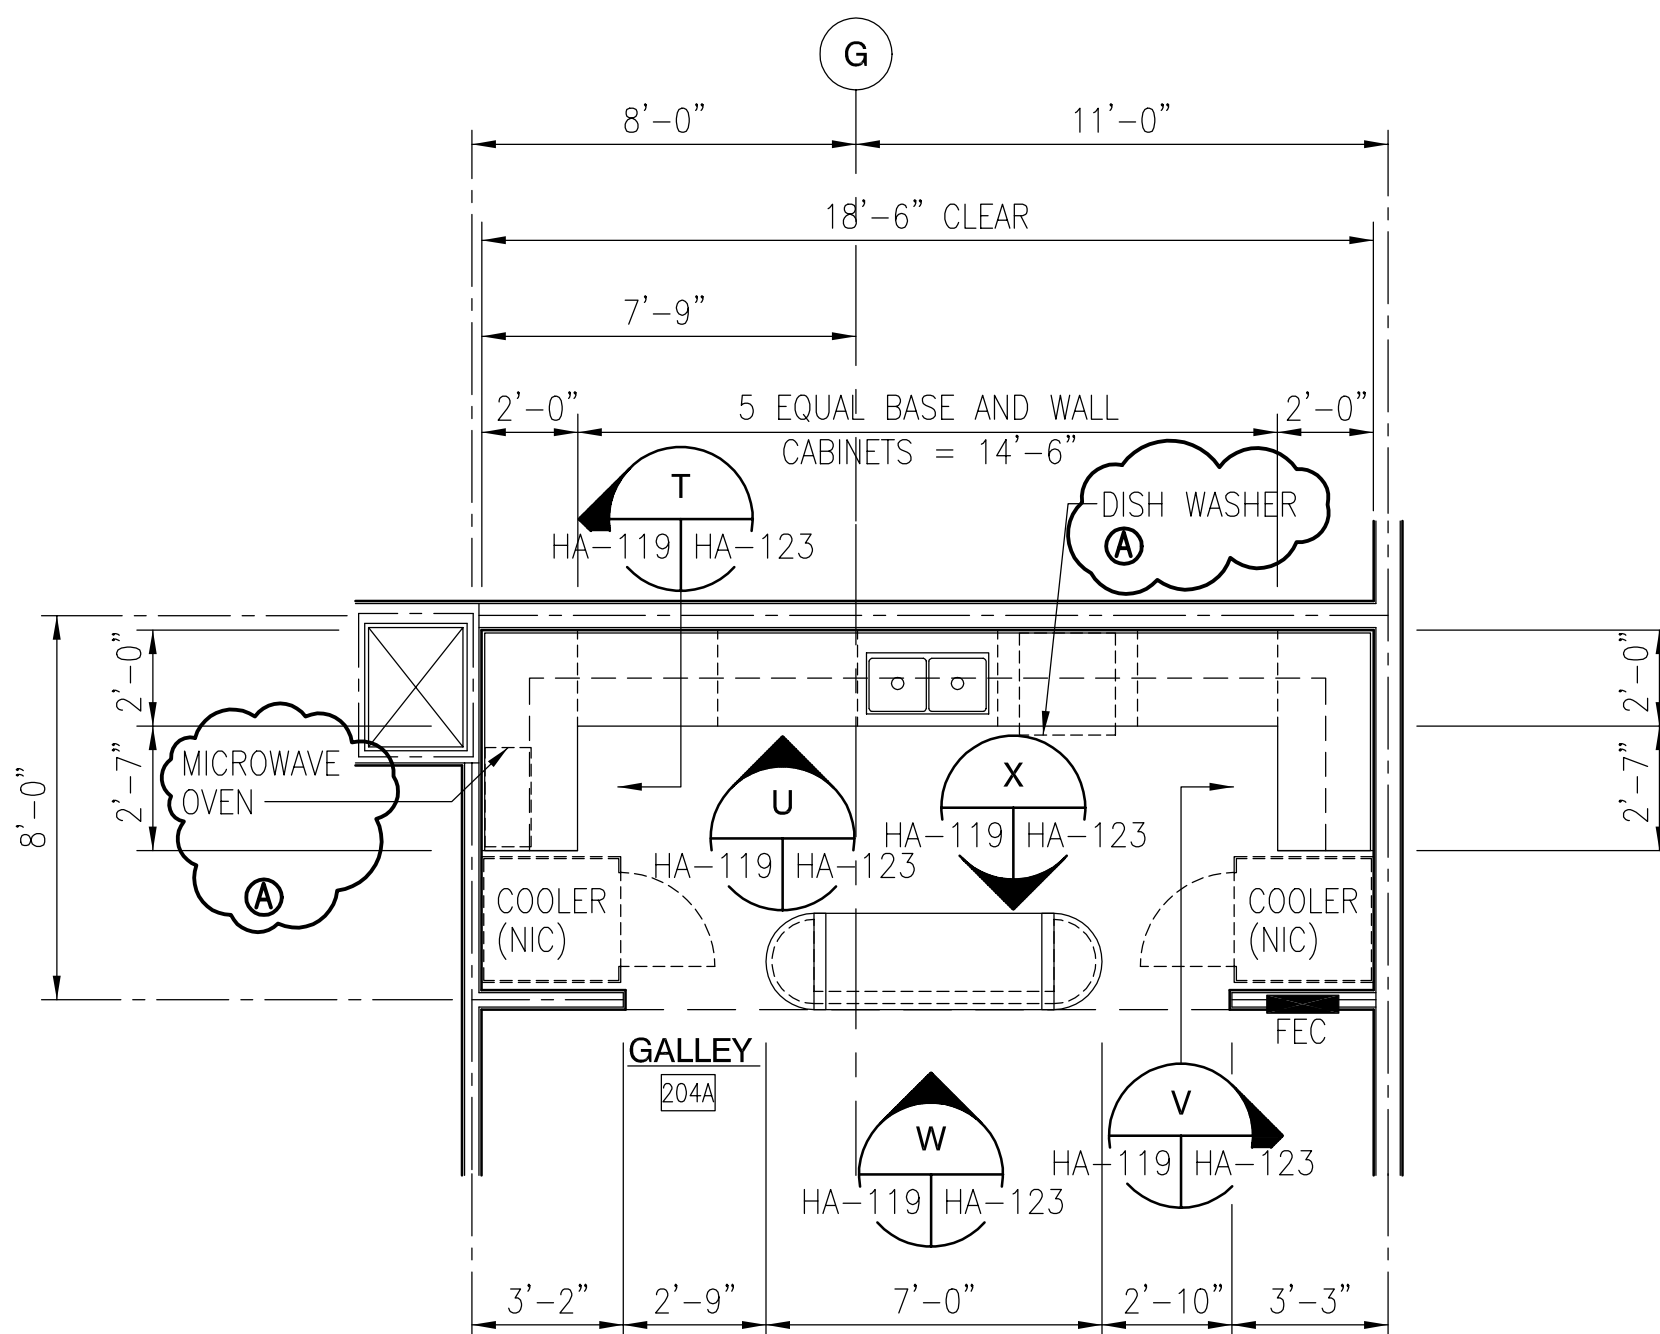 G
8’-0” 11’-0”
18’-6” CLEAR
7’-9”
2’-0” 5 EQUAL BASE AND WALL 2’-0”
CABINETS = 14’-6”
T
HA-119 HA-123
DISH WASHER
A
2’-0”
2’-7”
8’-0”
MICROWAVE
OVEN
A
2’-0”
2’-7”
U
HA-119 HA-123
X
HA-119 HA-123
COOLER
(NIC)
COOLER
(NIC)
FEC
GALLEY
204A
W
HA-119 HA-123
V
HA-119 HA-123
3’-2” 2’-9” 7’-0” 2’-10” 3’-3”